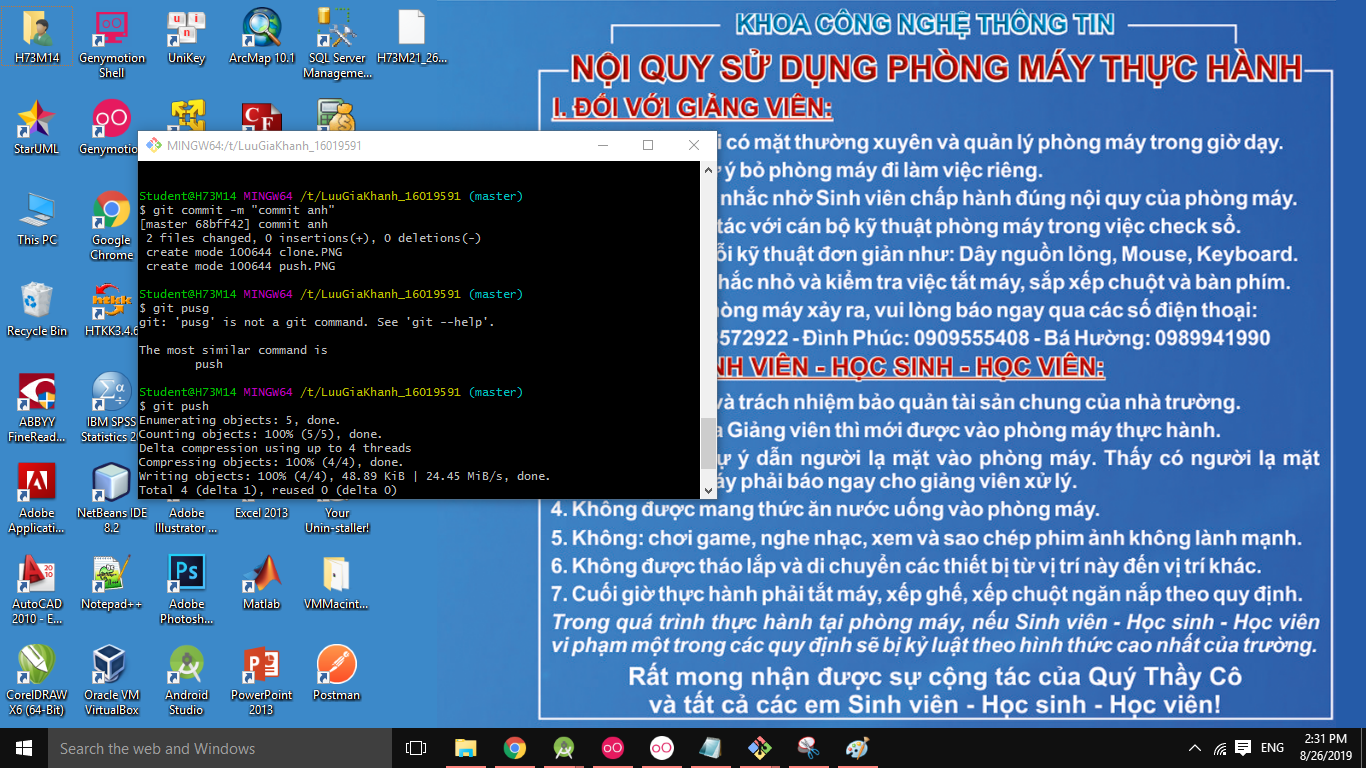 H73M14
Genymotion
Shell
UniKey
ArcMap 10.1
SQL Server
Manageme...
H73M21_26...
StarUML
Genymotio
This PC
Google
Chrome
Recycle Bin
HTKK3.4.6
ABBYY
FineRead...
IBM SPSS
Statistics 2
Adobe
Applicati...
NetBeans IDE
8.2
Adobe
Illustrator ...
Excel 2013
Your
Unin-staller!
AutoCAD
2010 - E...
Notepad++
Adobe
Photosh...
Matlab
VMMacint...
CorelDRAW
X6 (64-Bit)
Oracle VM
VirtualBox
Android
Studio
PowerPoint
2013
Postman
MINGW64:/t/LuuGiaKhanh_16019591
Student@H73M14 MINGW64 /t/LuuGiaKhanh_16019591 (master)
$ git commit -m "commit anh"
[master 68bff42] commit anh
2 files changed, 0 insertions(+), 0 deletions(-)
create mode 100644 clone.PNG
create mode 100644 push.PNG
Student@H73M14 MINGW64 /t/LuuGiaKhanh_16019591 (master)
$ git pusg
git: 'pusg' is not a git command. See 'git --help'.
The most similar command is
push
Student@H73M14 MINGW64 /t/LuuGiaKhanh_16019591 (master)
$ git push
Enumerating objects: 5, done.
Counting objects: 100% (5/5), done.
Delta compression using up to 4 threads
Compressing objects: 100% (4/4), done.
Writing objects: 100% (4/4), 48.89 KiB | 24.45 MiB/s, done.
Total 4 (delta 1), reused 0 (delta 0)
KHOA CÔNG NGHỆ THÔNG TIN
NỘI QUY SỬ DỤNG PHÒNG MÁY THỰC HÀNH
I. ĐỐI VỚI GIẢNG VIÊN:
i có mặt thường xuyên và quản lý phòng máy trong giờ dạy.
ý bỏ phòng máy đi làm việc riêng.
nhắc nhở Sinh viên chấp hành đúng nội quy của phòng máy.
tác với cán bộ kỹ thuật phòng máy trong việc check sổ.
ỗi kỹ thuật đơn giản như: Dây nguồn lỏng, Mouse, Keyboard.
hắc nhỏ và kiểm tra việc tắt máy, sắp xếp chuột và bàn phím.
òng máy xảy ra, vui lòng báo ngay qua các số điện thoại:
572922 - Đình Phúc: 0909555408 - Bá Hường: 0989941990
NH VIÊN - HỌC SINH - HỌC VIÊN:
và trách nhiệm bảo quản tài sản chung của nhà trường.
a Giảng viên thì mới được vào phòng máy thực hành.
ự ý dẫn người lạ mặt vào phòng máy. Thấy có người lạ mặt
áy phải báo ngay cho giảng viên xử lý.
4. Không được mang thức ăn nước uống vào phòng máy.
5. Không: chơi game, nghe nhạc, xem và sao chép phim ảnh không lành mạnh.
6. Không được tháo lắp và di chuyển các thiết bị từ vị trí này đến vị trí khác.
7. Cuối giờ thực hành phải tắt máy, xếp ghế, xếp chuột ngăn nắp theo quy định.
Trong quá trình thực hành tại phòng máy, nếu Sinh viên - Học sinh - Học viên
vi phạm một trong các quy định sẽ bị kỷ luật theo hình thức cao nhất của trường.
Rất mong nhận được sự cộng tác của Quý Thầy Cô
và tất cả các em Sinh viên - Học sinh - Học viên!
Search the web and Windows
ENG
2:31 PM
8/26/2019